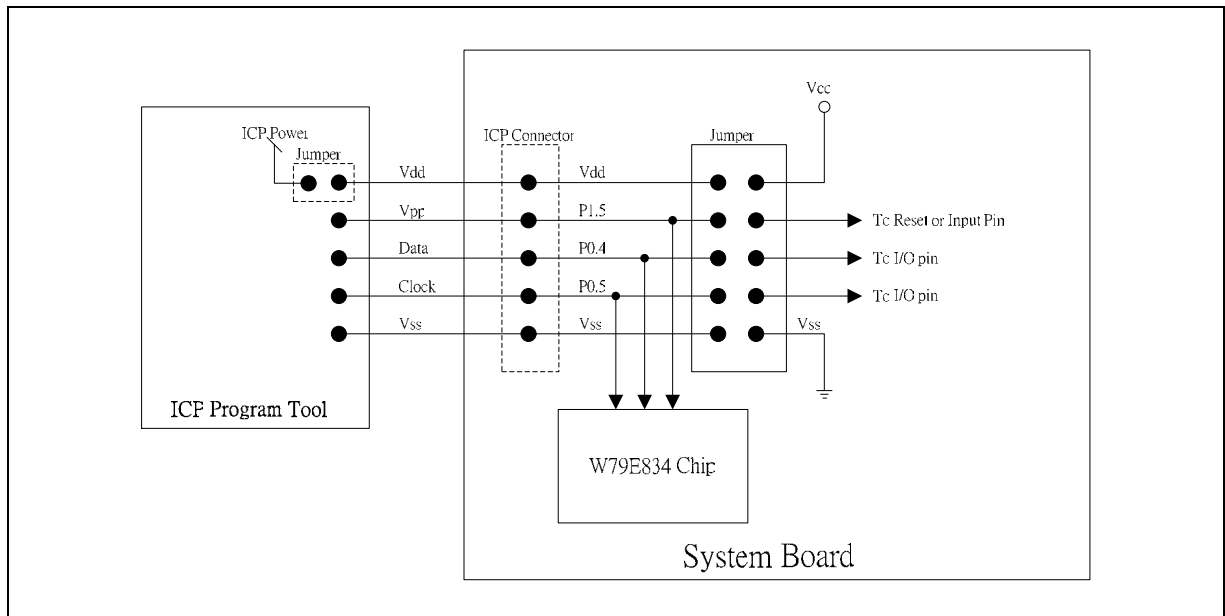 Vcc
ICP Power
Jumper
ICP Connector
Jumper
Vdd
Vdd
Vpp
P1.5
Tc Reset or Input Pin
Data
P0.4
Tc I/O pin
Clock
P0.5
Tc I/O pin
Vss
Vss
Vss
ICP Program Tool
W79E834 Chip
System Board